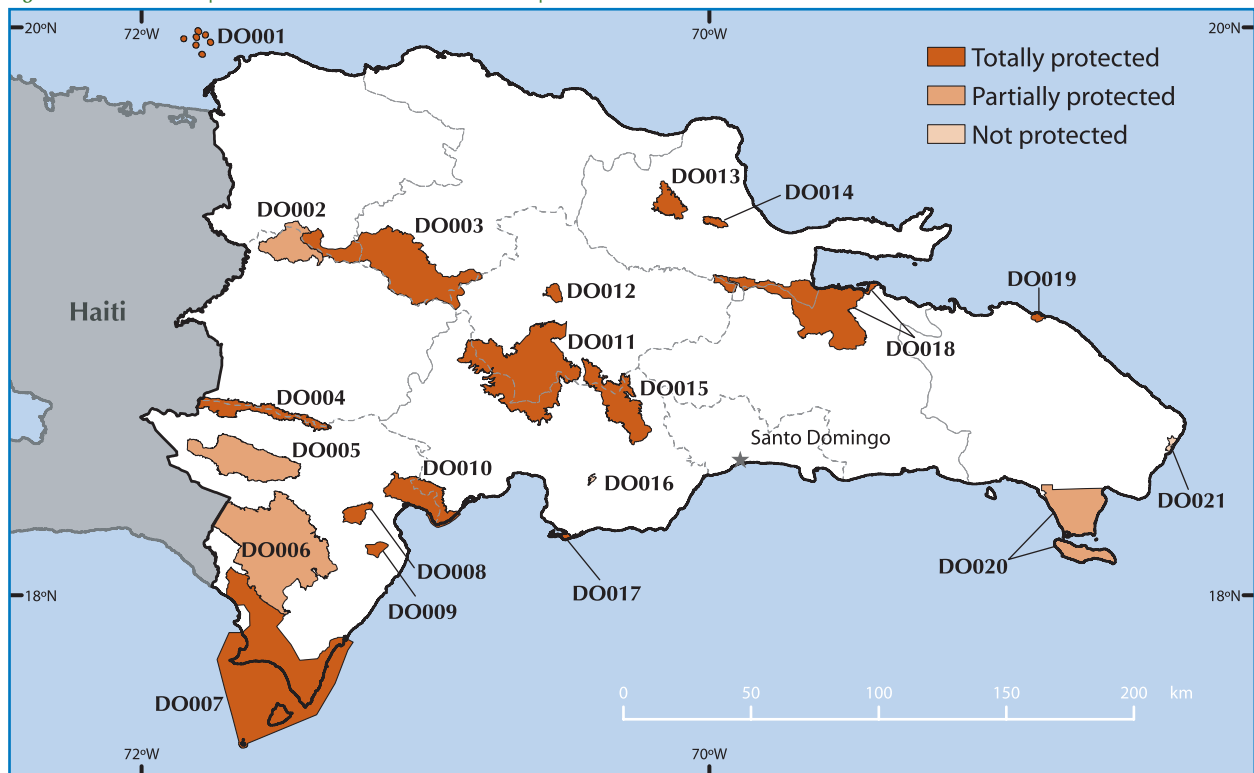 20ºN
72ºW
DO001
70ºW
20ºN
Totally protected
Partially protected
Not protected
DO013
DO014
DO002
DO003
DO012
DO019
Haiti
DO011
DO018
DO004
DO015
DO005
Santo Domingo
DO010
DO016
DO021
DO006
DO008
DO020
DO017
DO009
18ºN
18ºN
DO007
0
50
100
150
200
km
72ºW
70ºW